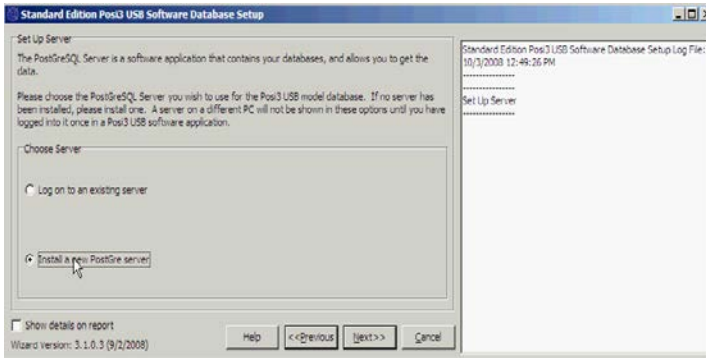 Standard Edition Posi3 USB Software Database Setup
Set Up Server
The PostGreSQL Server is a software application that contains your databases, and allows you to get the
data.
Please choose the PostGreSQL Server you wish to use for the Posi3 USB model database. If no server has
been installed, please install one. A server on a different PC will not be shown in these options until you have
logged into it once in a Posi3 USB software application.
Choose Server
Log on to an existing server
Install a new PostGre server
Show details on report
Wizard Version: 3.1.0.3 (9/2/2008)
Help
<<Previous
Next>>
Cancel
Standard Edition Posi3 USB Software Database Setup Log File:
10/3/2008 12:49:26 PM
----------------
----------------
Set Up Server
----------------